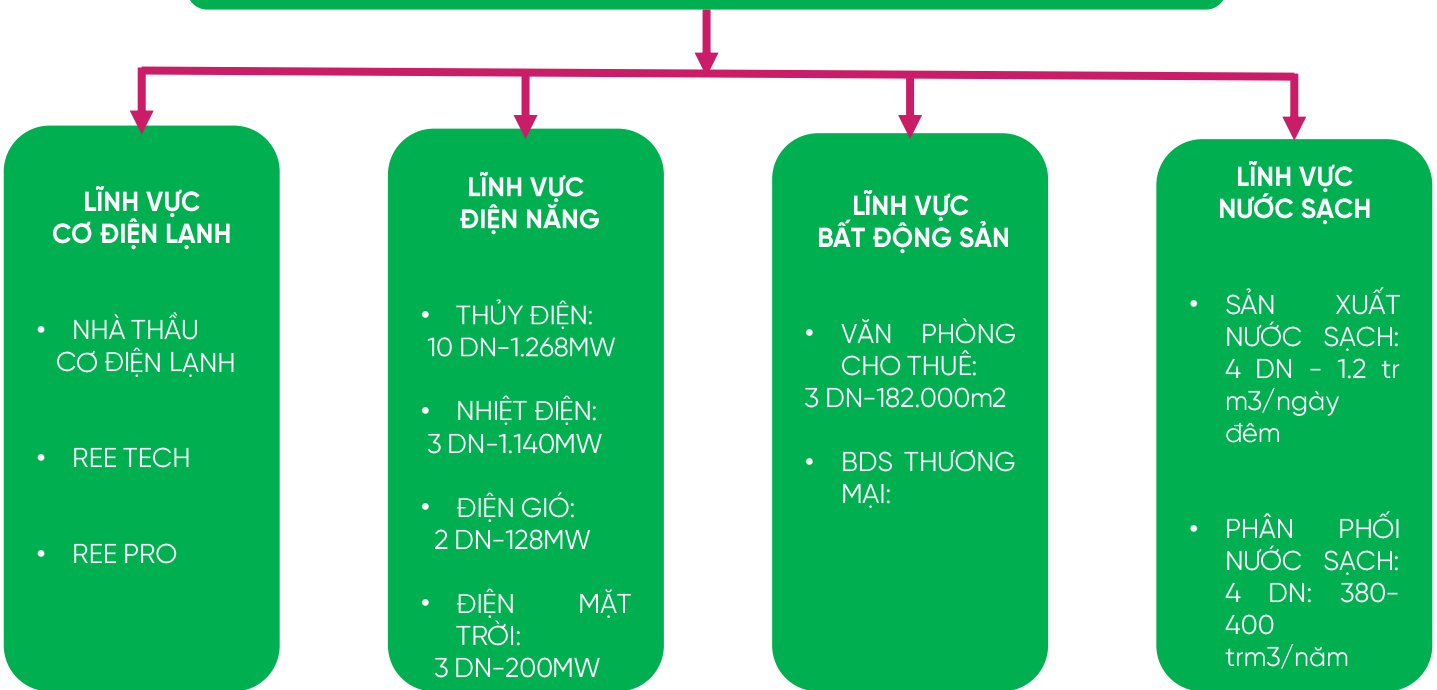 LĨNH VỰC
CƠ ĐIỆN LẠNH
• NHÀ THẦU
CƠ ĐIỆN LẠNH
• REE TECH
• REE PRO
LĨNH VỰC
ĐIỆN NĂNG
• THỦY ĐIỆN:
10 DN-1.268MW
• NHIỆT ĐIỆN:
3 DN-1.140MW
• ĐIỆN GIÓ:
2 DN-128MW
• ĐIỆN MẶT
TRỜI:
3 DN-200MW
LĨNH VỰC
BẤT ĐỘNG SẢN
• VĂN PHÒNG
CHO THUÊ:
3 DN-182.000m2
• BDS THƯƠNG
MẠI:
LĨNH VỰC
NƯỚC SẠCH
• SẢN XUẤT
NƯỚC SẠCH:
4 DN - 1.2 tr
m3/ngày
đêm
• PHÂN PHỐI
NƯỚC SẠCH:
4 DN: 380-
400
trm3/năm